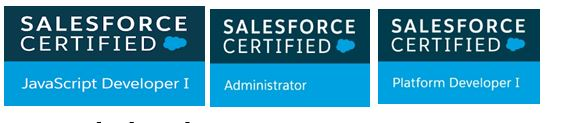 SALESFORCE
CERTIFIED
JavaScript Developer I
SALESFORCE
CERTIFIED
Administrator
SALESFORCE
CERTIFIED
Platform Developer I